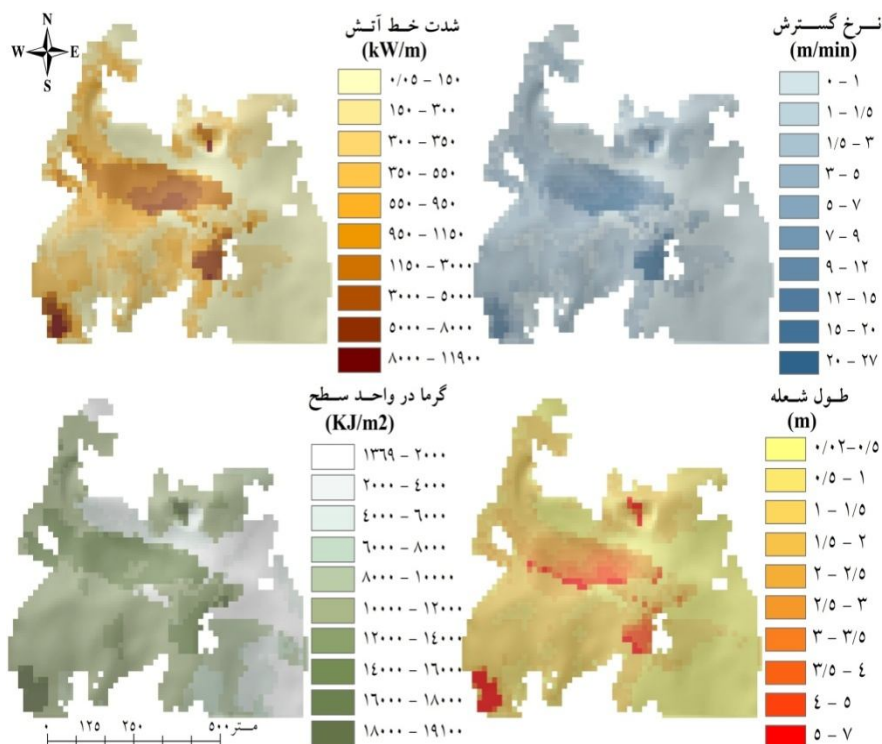 N
W E
S
شدت خط آتش
(kW/m)
۰/۰۵ - ۱۵۰
۱۵۰ - ۳۰۰
۳۰۰ - ۳۵۰
۳۵۰ - ۵۵۰
۵۵۰ - ۹۵۰
۹۵۰ - ۱۱۵۰
۱۱۵۰ - ۳۰۰۰
۳۰۰۰ - ۵۰۰۰
۵۰۰۰ - ۸۰۰۰
۸۰۰۰ - ۱۱۹۰۰
نرخ گسترش
(m/min)
۰ - ۱
۱ - ۱/۵
۱/۵ - ۳
۳ - ۵
۵ - ۷
۷ - ۹
۹ - ۱۲
۱۲ - ۱۵
۱۵ - ۲۰
۲۰ - ۲۷
گرما در واحد سطح
(KJ/m2)
۱۳۶۹ - ۲۰۰۰
۲۰۰۰ - ۴۰۰۰
۴۰۰۰ - ۶۰۰۰
۶۰۰۰ - ۸۰۰۰
۸۰۰۰ - ۱۰۰۰۰
۱۰۰۰۰ - ۱۲۰۰۰
۱۲۰۰۰ - ۱۴۰۰۰
۱۴۰۰۰ - ۱۶۰۰۰
۱۶۰۰۰ - ۱۸۰۰۰
۱۸۰۰۰ - ۱۹۱۰۰
۰ ۱۲۵ ۲۵۰ ۵۰۰ متر
طول شعله
(m)
۰/۰۲-۰/۵
۰/۵ - ۱
۱ - ۱/۵
۱/۵ - ۲
۲ - ۲/۵
۲/۵ - ۳
۳ - ۳/۵
۳/۵ - ۴
۴ - ۵
۵ - ۷